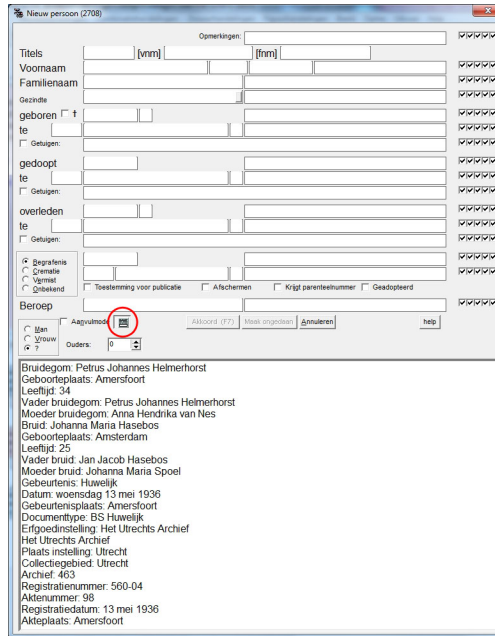 Nieuw persoon (2708)
Opmerkingen:
Titels [vnm] [fnm]
Voornaam
Familienaam
Gezindte
geboren †
te
Getuigen:
gedoopt
te
Getuigen:
overleden
te
Getuigen:
Begrafenis
Crematie
Vermist
Onbekend
Toestemming voor publicatie Afschermen Krijgt parenteelnummer Geadopteerd
Beroep
Aanvulmode Akkoord (F7) Maak ongedaan Annuleren help
Man
Vrouw
?
Ouders: 0
Bruidegom: Petrus Johannes Helmerhorst
Geboorteplaats: Amersfoort
Leeftijd: 34
Vader bruidegom: Petrus Johannes Helmerhorst
Moeder bruidegom: Anna Hendrika van Nes
Bruid: Johanna Maria Hasebos
Geboorteplaats: Amsterdam
Leeftijd: 25
Vader bruid: Jan Jacob Hasebos
Moeder bruid: Johanna Maria Spoel
Gebeurtenis: Huwelijk
Datum: woensdag 13 mei 1936
Gebeurtenisplaats: Amersfoort
Documenttype: BS Huwelijk
Erfgoedinstelling: Het Utrechts Archief
Het Utrechts Archief
Plaats instelling: Utrecht
Collectiegebied: Utrecht
Archief: 463
Registratienummer: 560-04
Aktenummer: 98
Registratiedatum: 13 mei 1936
Akteplaats: Amersfoort